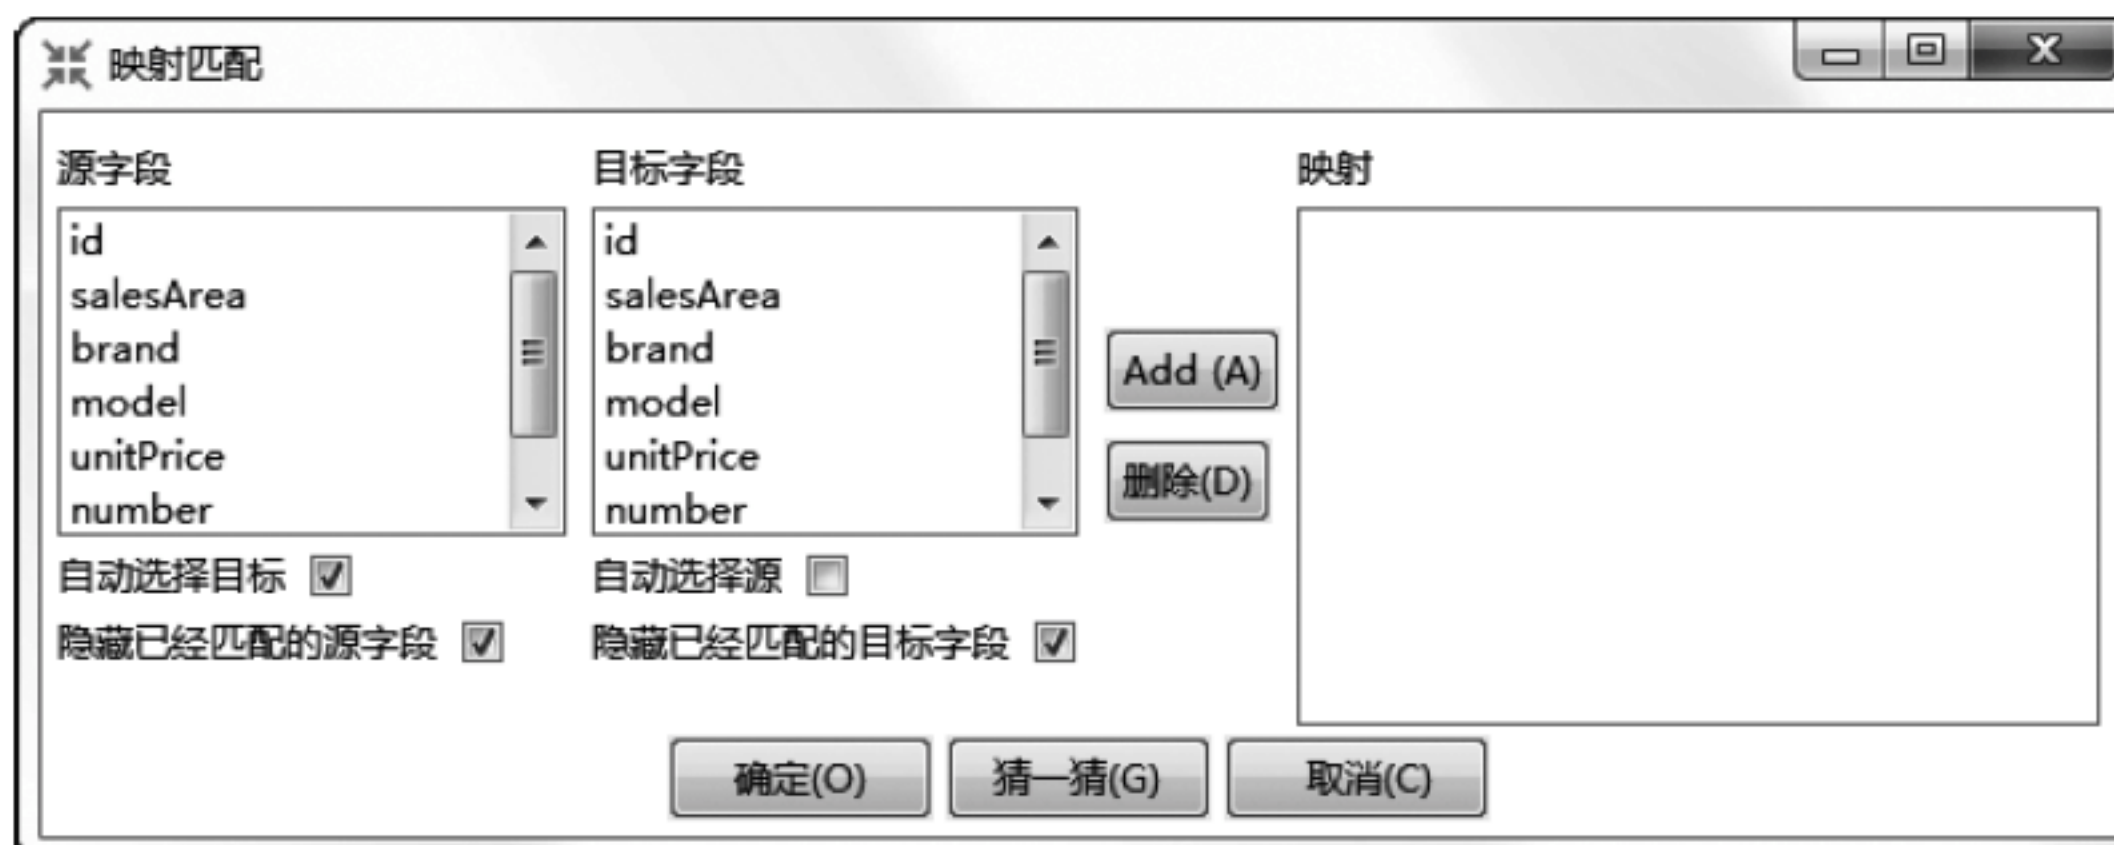 映射匹配
源字段
id
salesArea
brand
model
unitPrice
number
自动选择目标
隐藏已经匹配的源字段
目标字段
id
salesArea
brand
model
unitPrice
number
自动选择源
隐藏已经匹配的目标字段
Add (A)
删除(D)
映射
确定(O)
猜一猜(G)
取消(C)